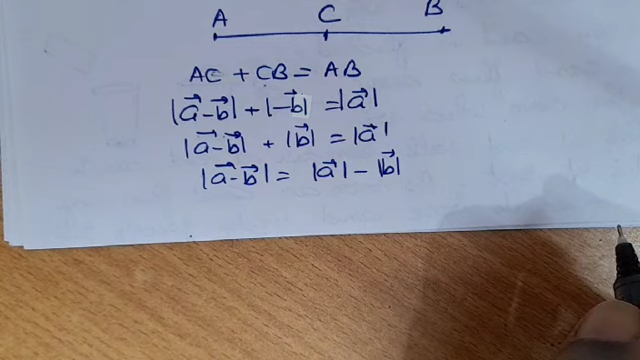 A C B
AC + CB = AB
|a⃗-b⃗| + |-b⃗| = |a⃗|
|a⃗-b⃗| + |b⃗| = |a⃗|
|a⃗-b⃗| = |a⃗| - |b⃗|